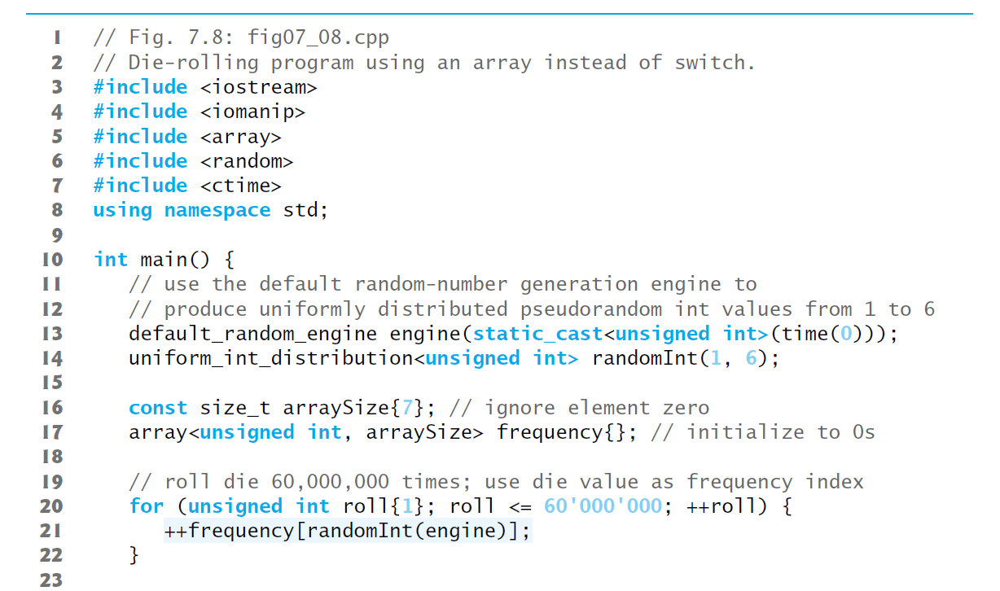 1 // Fig. 7.8: fig07_08.cpp
2 // Die-rolling program using an array instead of switch.
3 #include <iostream>
4 #include <iomanip>
5 #include <array>
6 #include <random>
7 #include <ctime>
8 using namespace std;
9
10 int main() {
11 // use the default random-number generation engine to
12 // produce uniformly distributed pseudorandom int values from 1 to 6
13 default_random_engine engine(static_cast<unsigned int>(time(0)));
14 uniform_int_distribution<unsigned int> randomInt(1, 6);
15
16 const size_t arraySize{7}; // ignore element zero
17 array<unsigned int, arraySize> frequency{}; // initialize to 0s
18
19 // roll die 60,000,000 times; use die value as frequency index
20 for (unsigned int roll{1}; roll <= 60'000'000; ++roll) {
21 ++frequency[randomInt(engine)];
22 }
23